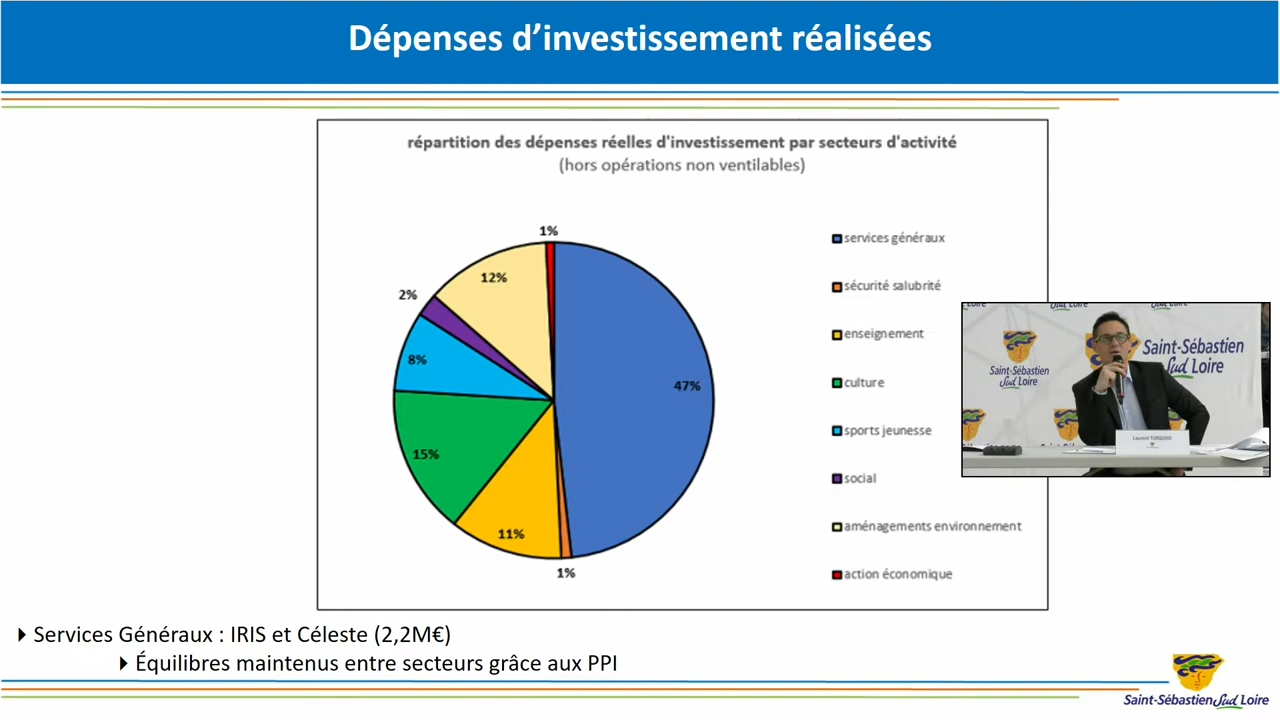 Dépenses d’investissement réalisées
répartition des dépenses réelles d'investissement par secteurs d'activité
(hors opérations non ventilables)
1%
12%
2%
8%
47%
15%
11%
1%
services généraux
sécurité salubrité
enseignement
culture
sports jeunesse
social
aménagements environnement
action économique
Saint-Sébastien
Sud Loire
Saint-Sébastien
Sud Loire
Laurent TURQUOIS
Services Généraux : IRIS et Céleste (2,2M€)
Équilibres maintenus entre secteurs grâce aux PPI
Saint-Sébastien Sud Loire